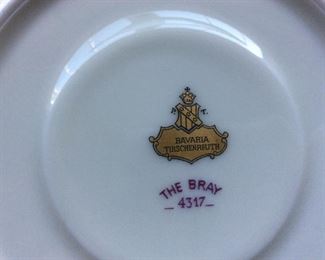 P. T.
BAVARIA
TIRSCHENREUTH
THE BRAY
- 4317 -